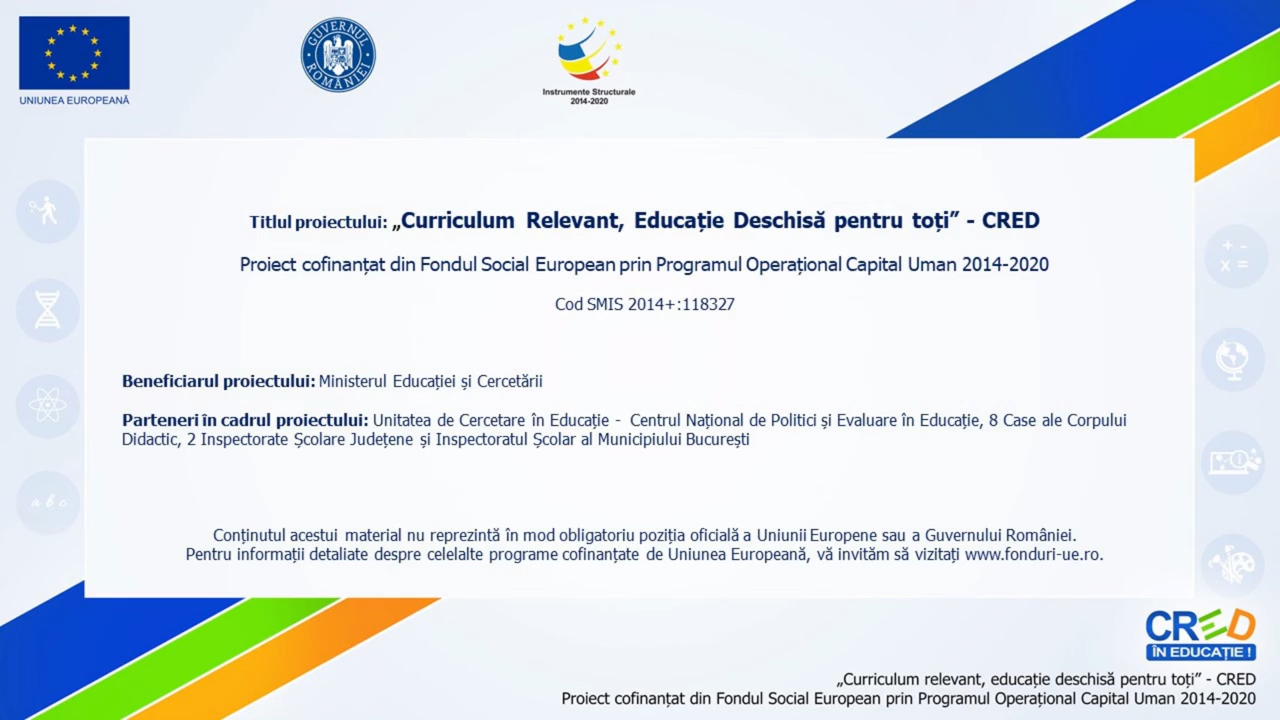 UNIUNEA EUROPEANĂ
GUVERNUL ROMÂNIEI
Instrumente Structurale
2014-2020
Titlul proiectului: „Curriculum Relevant, Educație Deschisă pentru toți” - CRED
Proiect cofinanțat din Fondul Social European prin Programul Operațional Capital Uman 2014-2020
Cod SMIS 2014+:118327
Beneficiarul proiectului: Ministerul Educației și Cercetării
Parteneri în cadrul proiectului: Unitatea de Cercetare în Educație - Centrul Național de Politici și Evaluare în Educație, 8 Case ale Corpului
Didactic, 2 Inspectorate Școlare Județene și Inspectoratul Școlar al Municipiului București
Conținutul acestui material nu reprezintă în mod obligatoriu poziția oficială a Uniunii Europene sau a Guvernului României.
Pentru informații detaliate despre celelalte programe cofinanțate de Uniunea Europeană, vă invităm să vizitați www.fonduri-ue.ro.
+ -
x =
a b c
CRED
ÎN EDUCAȚIE !
„Curriculum relevant, educație deschisă pentru toți” - CRED
Proiect cofinanțat din Fondul Social European prin Programul Operațional Capital Uman 2014-2020